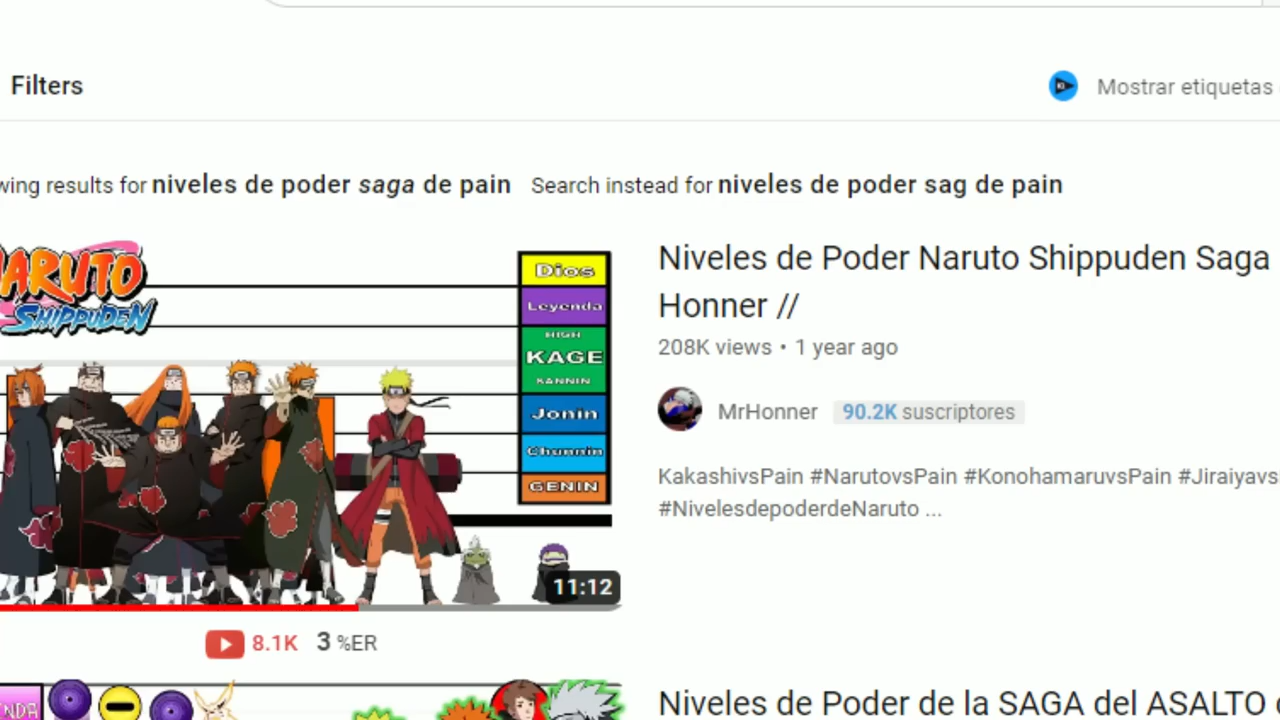 Filters
Mostrar etiquetas
wing results for niveles de poder saga de pain Search instead for niveles de poder sag de pain
NARUTO
SHIPPUDEN
Dios
Leyenda
HIGH
KAGE
SANNIN
Jonin
Chunnin
GENIN
11:12
8.1K 3 %ER
Niveles de Poder Naruto Shippuden Saga
Honner //
208K views • 1 year ago
MrHonner 90.2K suscriptores
KakashivsPain #NarutovsPain #KonohamaruvsPain #Jiraiyavs
#NivelesdepoderdeNaruto ...
NDA
Niveles de Poder de la SAGA del ASALTO